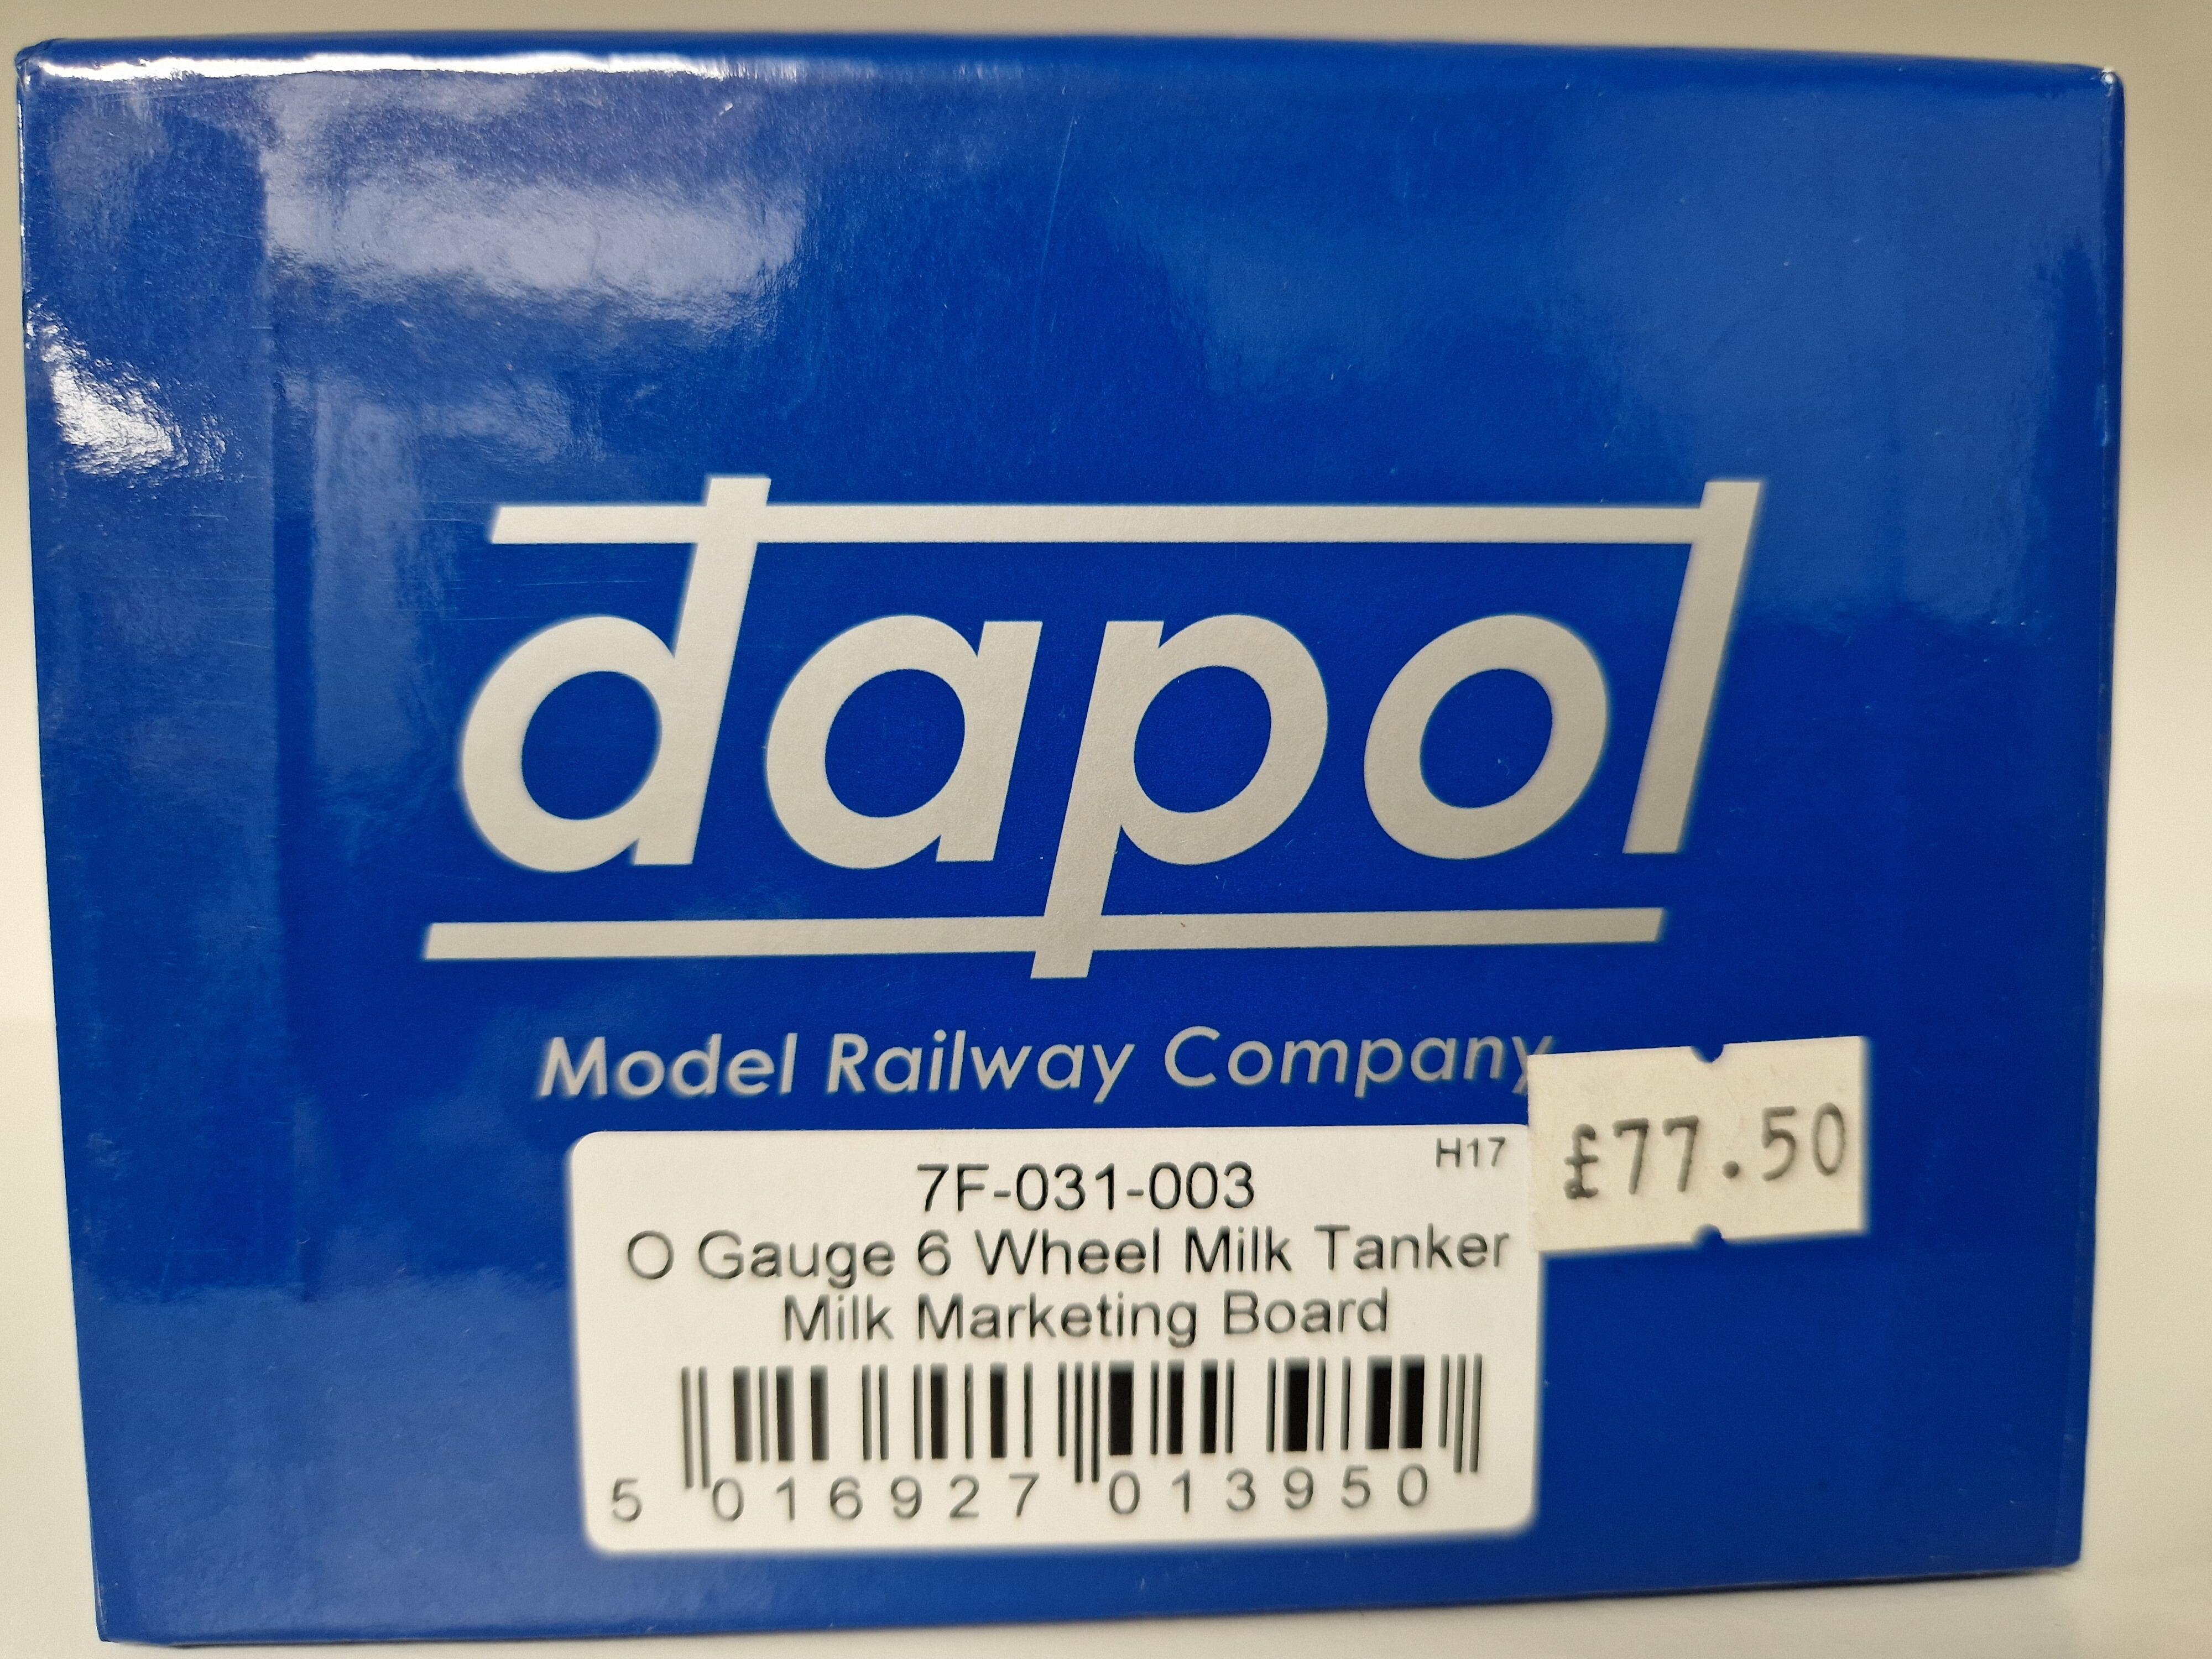 dapol
Model Railway Company
£77.50
H17
7F-031-003
O Gauge 6 Wheel Milk Tanker
Milk Marketing Board
5 016927 013950